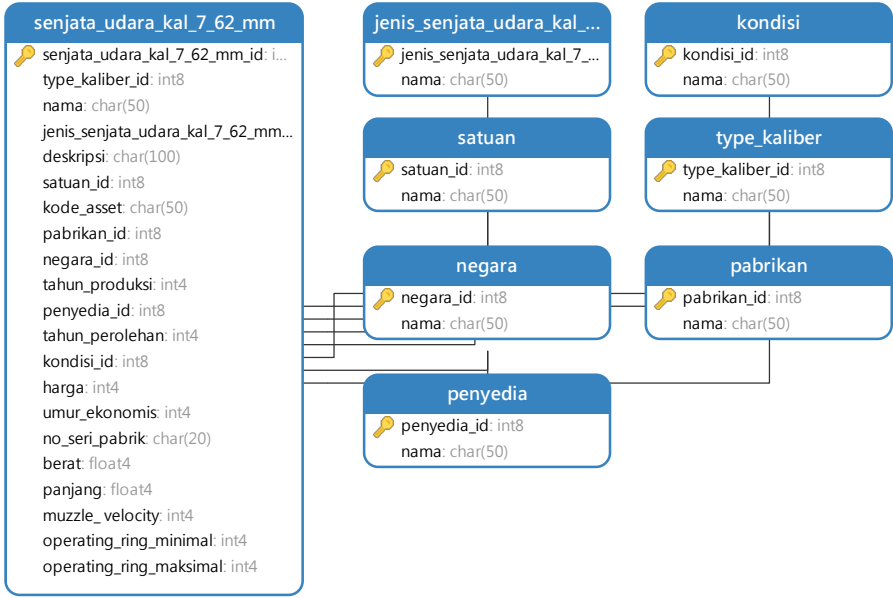 senjata_udara_kal_7_62_mm
senjata_udara_kal_7_62_mm_id: i...
type_kaliber_id: int8
nama: char(50)
jenis_senjata_udara_kal_7_62_mm...
deskripsi: char(100)
satuan_id: int8
kode_asset: char(50)
pabrikan_id: int8
negara_id: int8
tahun_produksi: int4
penyedia_id: int8
tahun_perolehan: int4
kondisi_id: int8
harga: int4
umur_ekonomis: int4
no_seri_pabrik: char(20)
berat: float4
panjang: float4
muzzle_ velocity: int4
operating_ring_minimal: int4
operating_ring_maksimal: int4
jenis_senjata_udara_kal_...
jenis_senjata_udara_kal_7_...
nama: char(50)
kondisi
kondisi_id: int8
nama: char(50)
satuan
satuan_id: int8
nama: char(50)
type_kaliber
type_kaliber_id: int8
nama: char(50)
negara
negara_id: int8
nama: char(50)
pabrikan
pabrikan_id: int8
nama: char(50)
penyedia
penyedia_id: int8
nama: char(50)